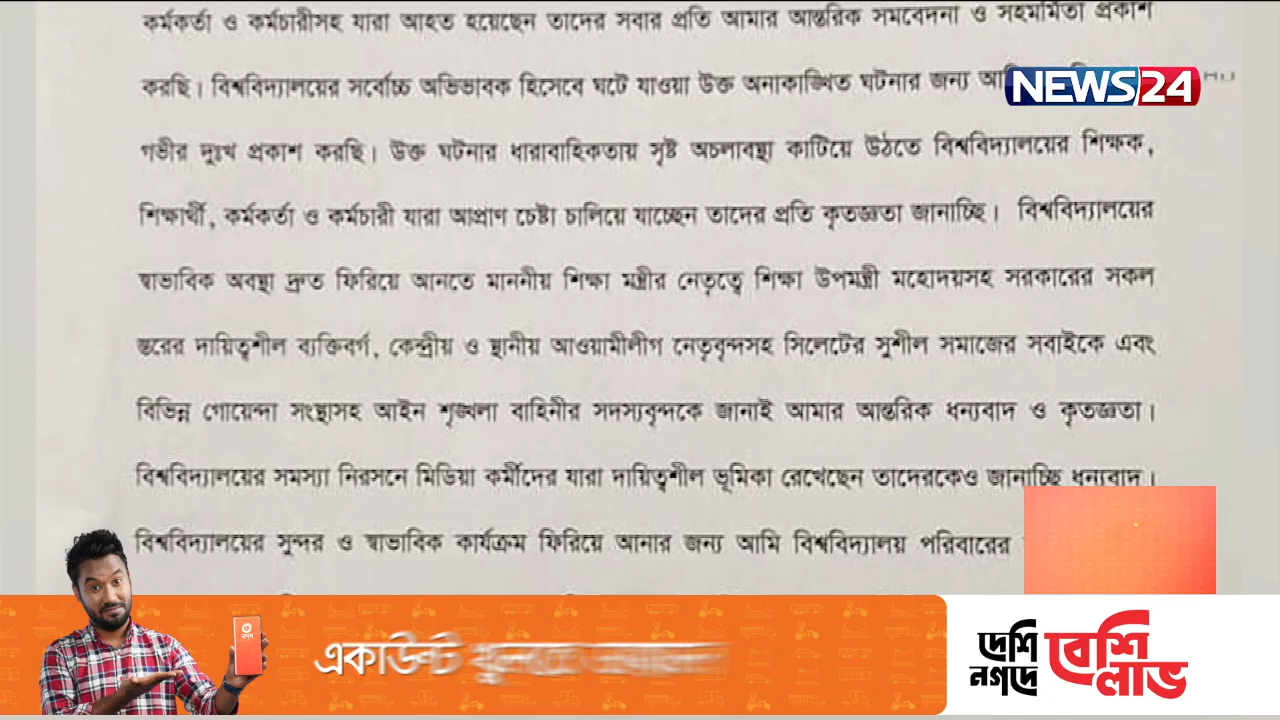 কর্মকর্তা ও কর্মচারীসহ যারা আহত হয়েছেন তাদের সবার প্রতি আমার আন্তরিক সমবেদনা ও সহমর্মিতা প্রকাশ
করছি। বিশ্ববিদ্যালয়ের সর্বোচ্চ অভিভাবক হিসেবে ঘটে যাওয়া উক্ত অনাকাঙ্খিত ঘটনার জন্য
NEWS24
গভীর দুঃখ প্রকাশ করছি। উক্ত ঘটনার ধারাবাহিকতায় সৃষ্ট অচলাবস্থা কাটিয়ে উঠতে বিশ্ববিদ্যালয়ের শিক্ষক,
শিক্ষার্থী, কর্মকর্তা ও কর্মচারী যারা আপ্রাণ চেষ্টা চালিয়ে যাচ্ছেন তাদের প্রতি কৃতজ্ঞতা জানাচ্ছি। বিশ্ববিদ্যালয়ের
স্বাভাবিক অবস্থা দ্রুত ফিরিয়ে আনতে মাননীয় শিক্ষা মন্ত্রীর নেতৃত্বে শিক্ষা উপমন্ত্রী মহোদয়সহ সরকারের সকল
স্তরের দায়িত্বশীল ব্যক্তিবর্গ, কেন্দ্রীয় ও স্থানীয় আওয়ামীলীগ নেতৃবৃন্দসহ সিলেটের সুশীল সমাজের সবাইকে এবং
বিভিন্ন গোয়েন্দা সংস্থাসহ আইন শৃঙ্খলা বাহিনীর সদস্যবৃন্দকে জানাই আমার আন্তরিক ধন্যবাদ ও কৃতজ্ঞতা।
বিশ্ববিদ্যালয়ের সমস্যা নিরসনে মিডিয়া কর্মীদের যারা দায়িত্বশীল ভূমিকা রেখেছেন তাদেরকেও জানাচ্ছি ধন্যবাদ।
বিশ্ববিদ্যালয়ের সুন্দর ও স্বাভাবিক কার্যক্রম ফিরিয়ে আনার জন্য আমি বিশ্ববিদ্যালয় পরিবারের
একাউন্ট
দেশি
নগদে
বেশি
লাভ